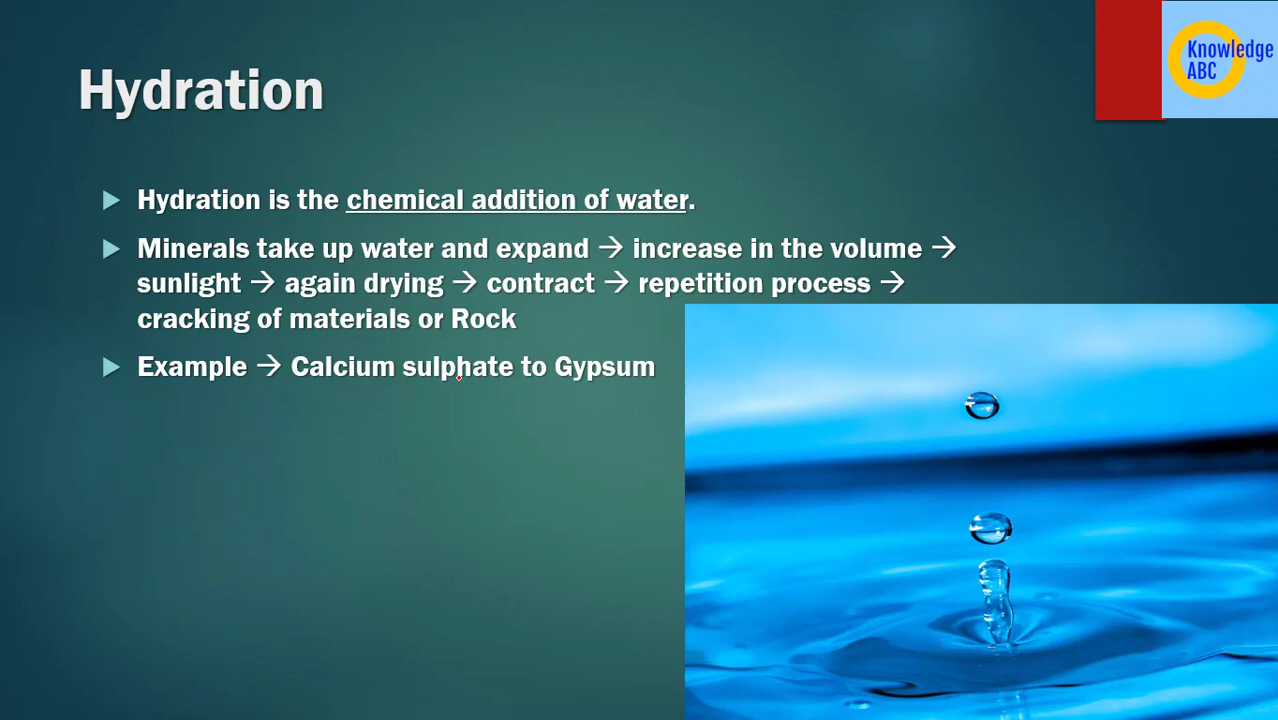 Knowledge
ABC
Hydration
Hydration is the chemical addition of water.
Minerals take up water and expand → increase in the volume →
sunlight → again drying → contract → repetition process →
cracking of materials or Rock
Example → Calcium sulphate to Gypsum